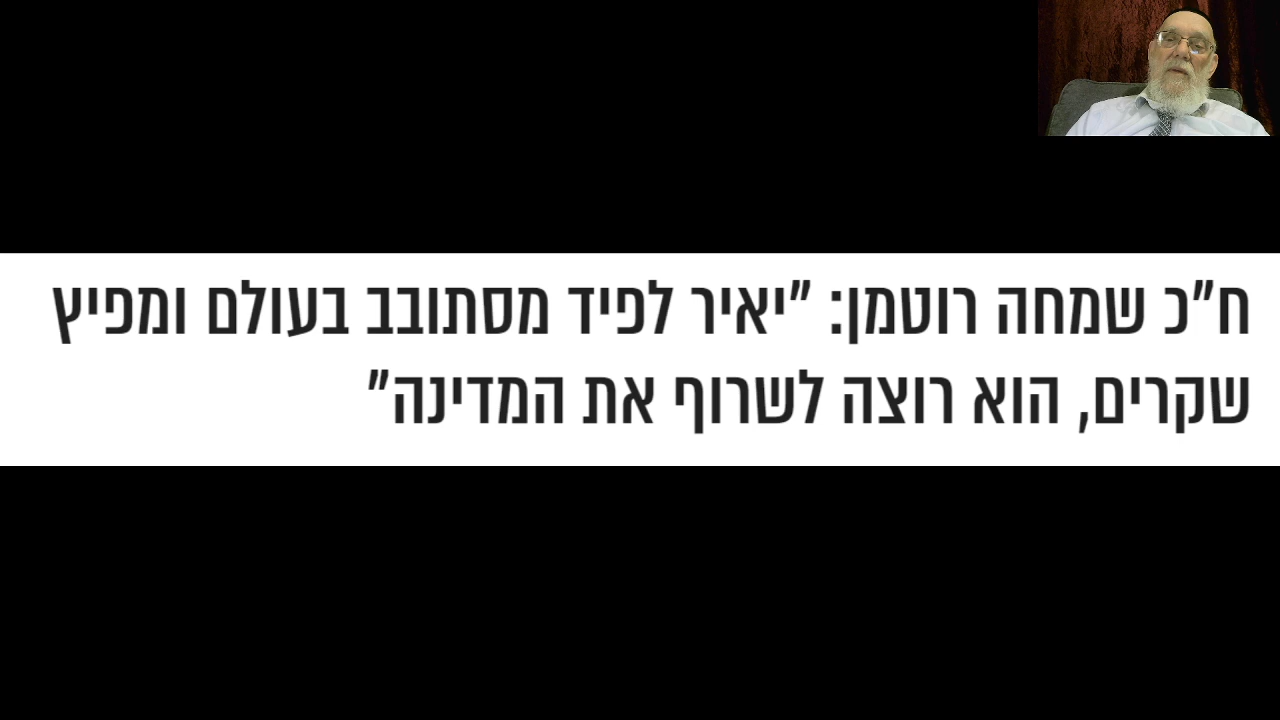 ח"כ שמחה רוטמן: "יאיר לפיד מסתובב בעולם ומפיץ
שקרים, הוא רוצה לשרוף את המדינה"